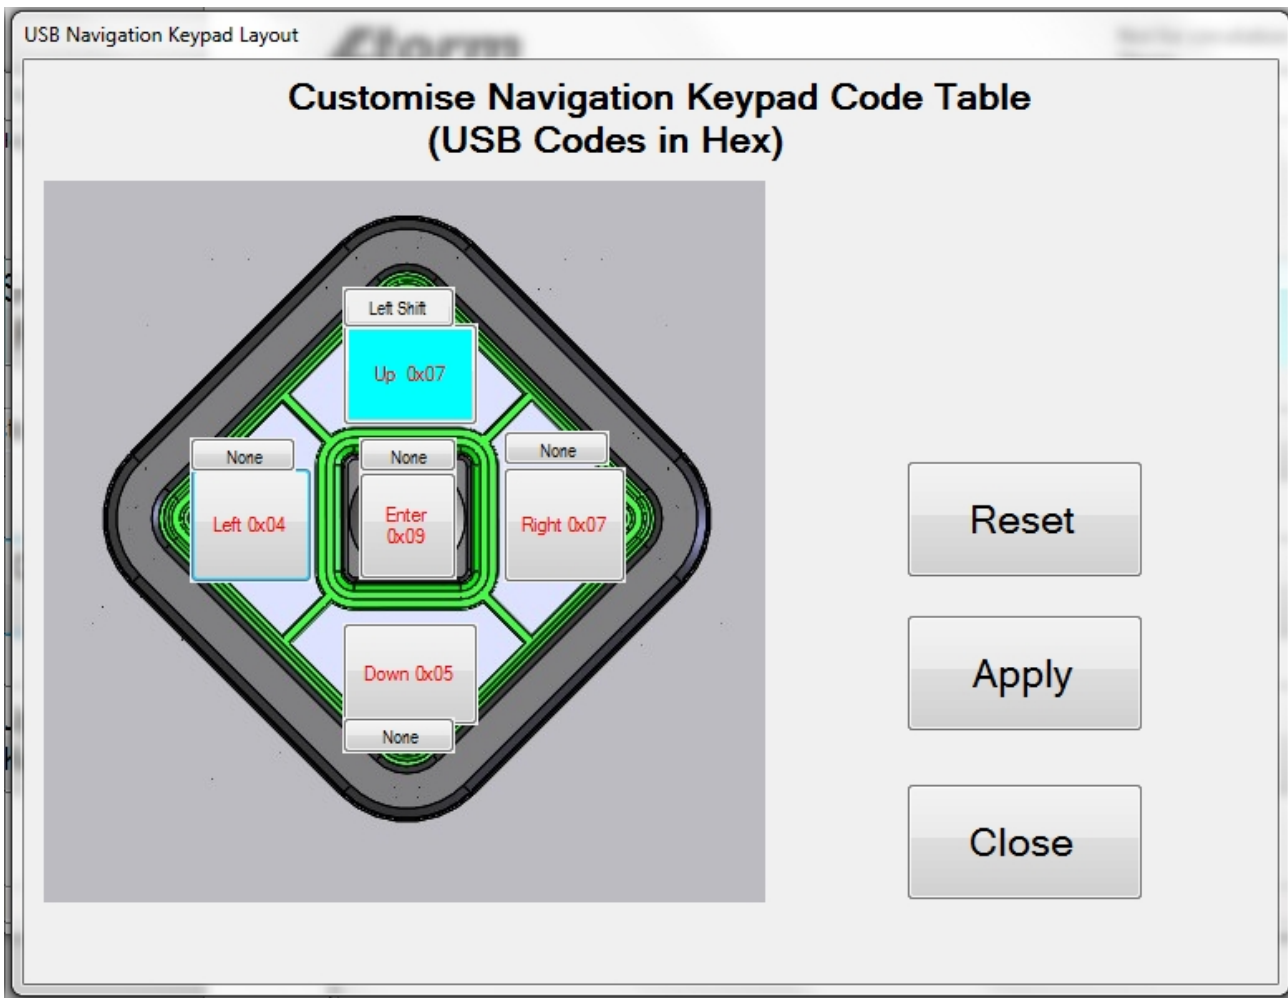 USB Navigation Keypad Layout
Storm
Customise Navigation Keypad Code Table
(USB Codes in Hex)
Left Shift
Up 0x07
None
Left 0x04
None
Enter
0x09
None
Right 0x07
Down 0x05
None
Reset
Apply
Close